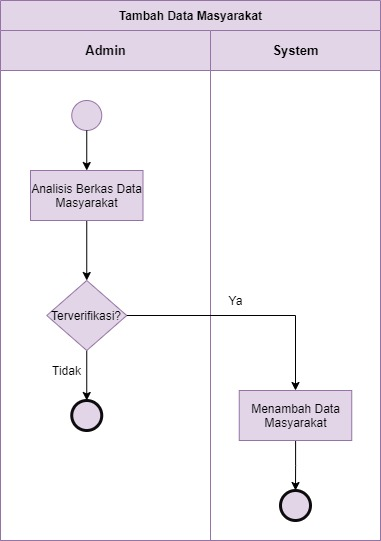 Tambah Data Masyarakat
Admin
System
Analisis Berkas Data
Masyarakat
Terverifikasi?
Ya
Tidak
Menambah Data
Masyarakat